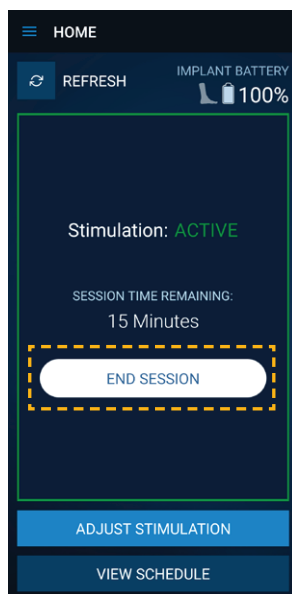 HOME
REFRESH
IMPLANT BATTERY
100%
Stimulation: ACTIVE
SESSION TIME REMAINING:
15 Minutes
END SESSION
ADJUST STIMULATION
VIEW SCHEDULE